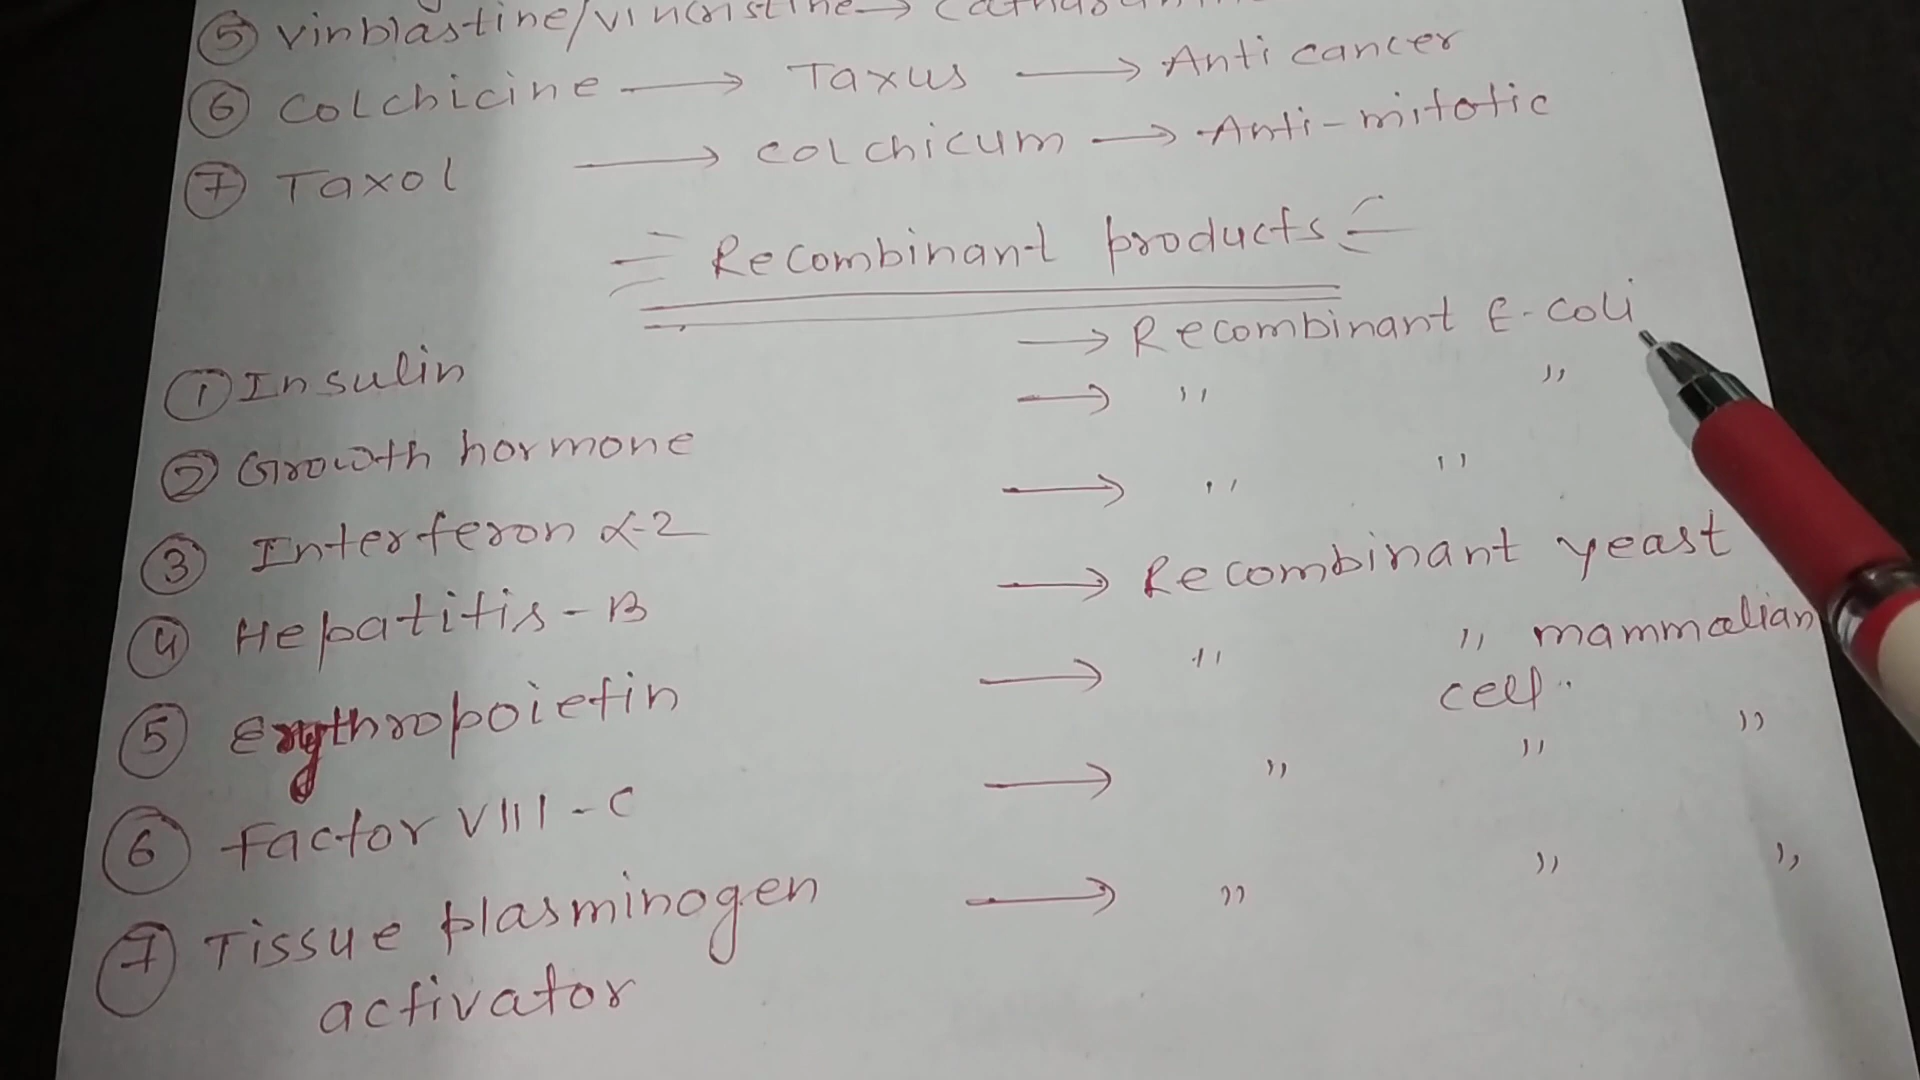 ⑤ Vinblastine/vincristine →
⑥ Colchicine → Taxus → Anti cancer
⑦ Taxol → colchicum → Anti-mitotic
Recombinant products
① Insulin → Recombinant E-coli
② Growth hormone → " "
③ Interferon α-2 → " "
④ Hepatitis-B → Recombinant yeast
⑤ Erythropoietin → " " mammalian
cell
⑥ Factor VIII-C → " " "
⑦ Tissue plasminogen → " " "
activator